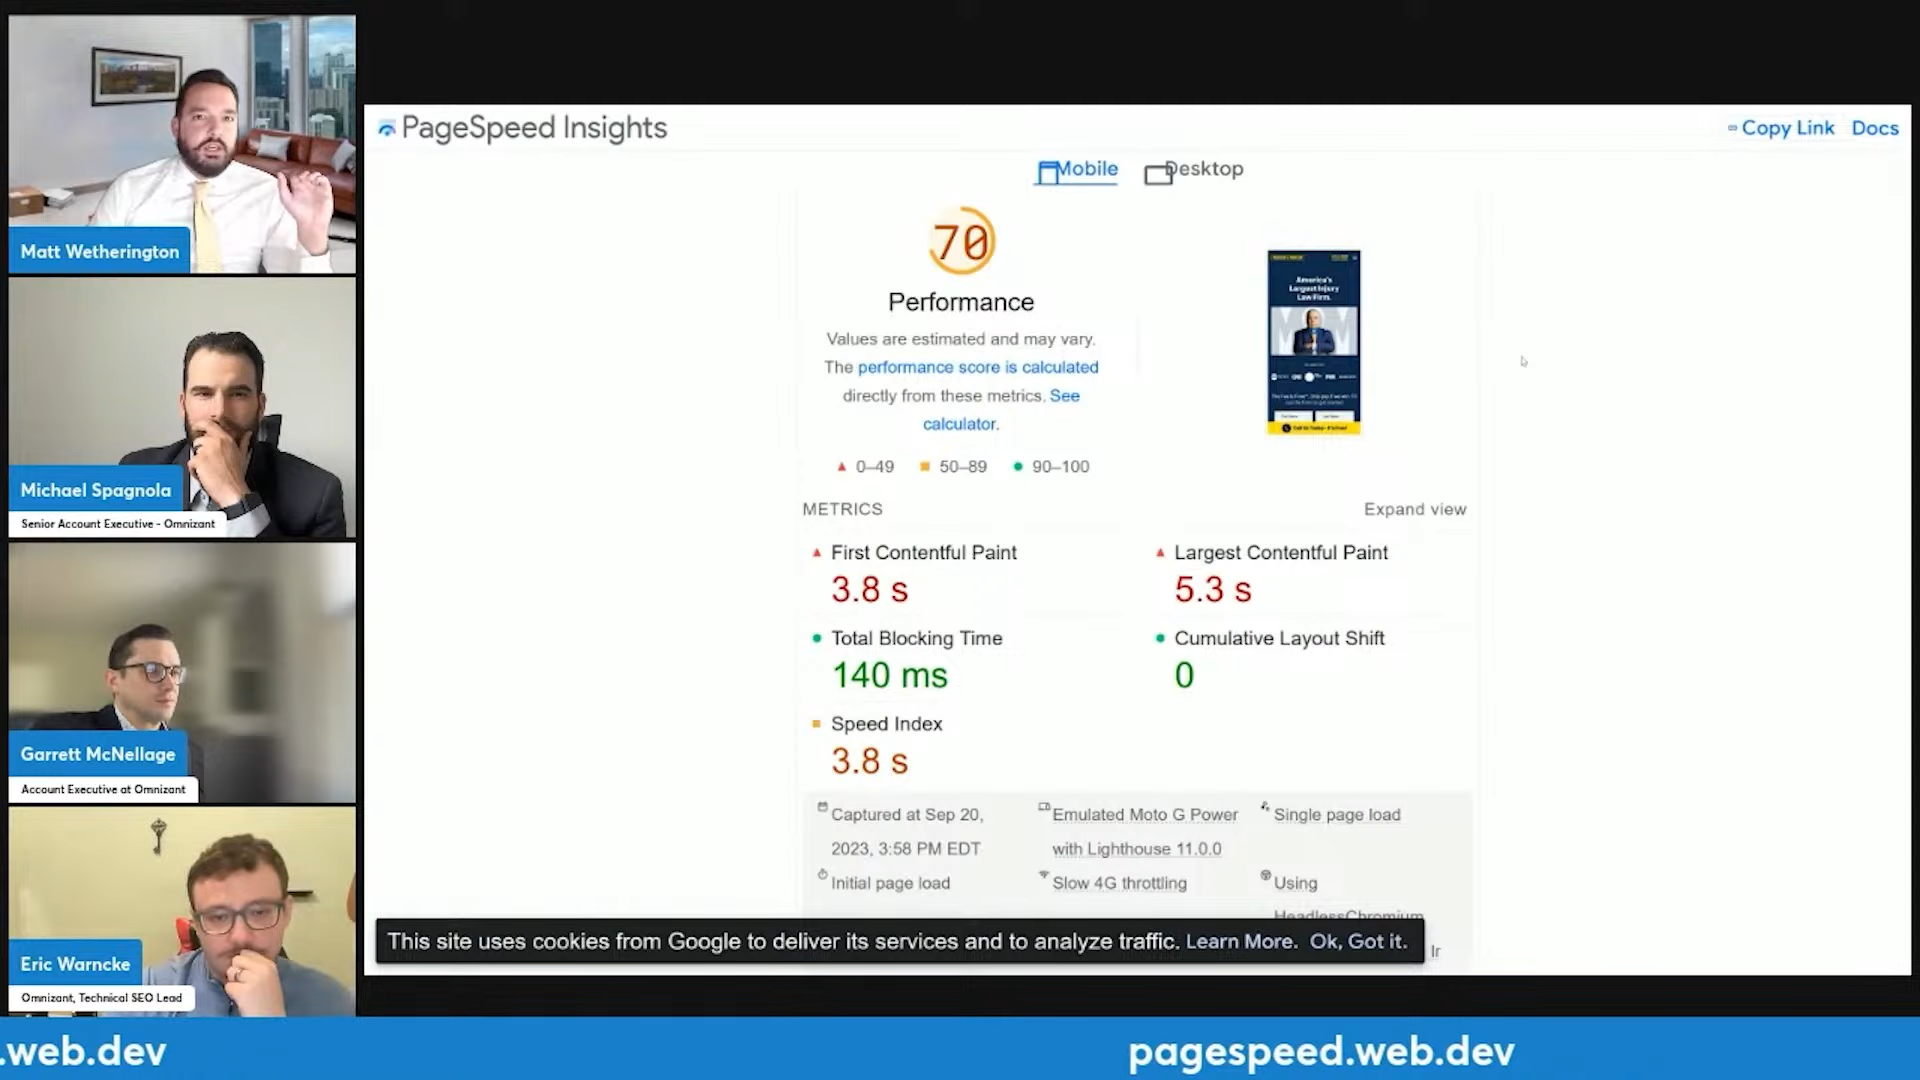 Matt Wetherington
Michael Spagnola
Senior Account Executive - Omnizant
Garrett McNellage
Account Executive at Omnizant
Eric Warncke
Omnizant, Technical SEO Lead
PageSpeed Insights
Copy Link Docs
Mobile Desktop
70
Performance
Values are estimated and may vary.
The performance score is calculated
directly from these metrics. See
calculator.
0–49 50–89 90–100
America's
Largest Injury
Law Firm.
METRICS Expand view
First Contentful Paint
3.8 s
Largest Contentful Paint
5.3 s
Total Blocking Time
140 ms
Cumulative Layout Shift
0
Speed Index
3.8 s
Captured at Sep 20,
2023, 3:58 PM EDT
Emulated Moto G Power
with Lighthouse 11.0.0
Single page load
Initial page load
Slow 4G throttling
Using
HeadlessChromium
This site uses cookies from Google to deliver its services and to analyze traffic. Learn More. Ok, Got it.
.web.dev pagespeed.web.dev